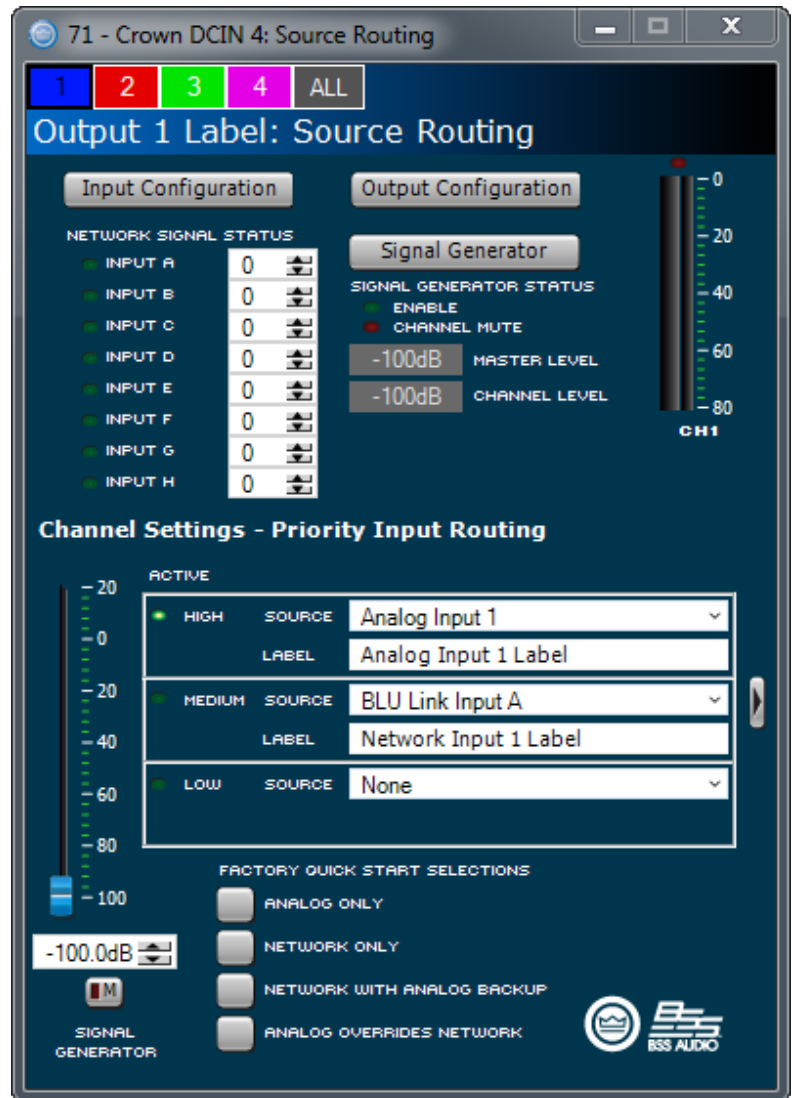 71 - Crown DCIN 4: Source Routing
1 2 3 4 ALL
Output 1 Label: Source Routing
Input Configuration
Output Configuration
NETWORK SIGNAL STATUS
INPUT A 0
INPUT B 0
INPUT C 0
INPUT D 0
INPUT E 0
INPUT F 0
INPUT G 0
INPUT H 0
Signal Generator
SIGNAL GENERATOR STATUS
ENABLE
CHANNEL MUTE
-100dB MASTER LEVEL
-100dB CHANNEL LEVEL
0
20
40
60
80
CH1
Channel Settings - Priority Input Routing
20
0
20
40
60
80
100
-100.0dB
M
SIGNAL
GENERATOR
ACTIVE
HIGH SOURCE Analog Input 1
LABEL Analog Input 1 Label
MEDIUM SOURCE BLU Link Input A
LABEL Network Input 1 Label
LOW SOURCE None
FACTORY QUICK START SELECTIONS
ANALOG ONLY
NETWORK ONLY
NETWORK WITH ANALOG BACKUP
ANALOG OVERRIDES NETWORK
BSS
BSS AUDIO